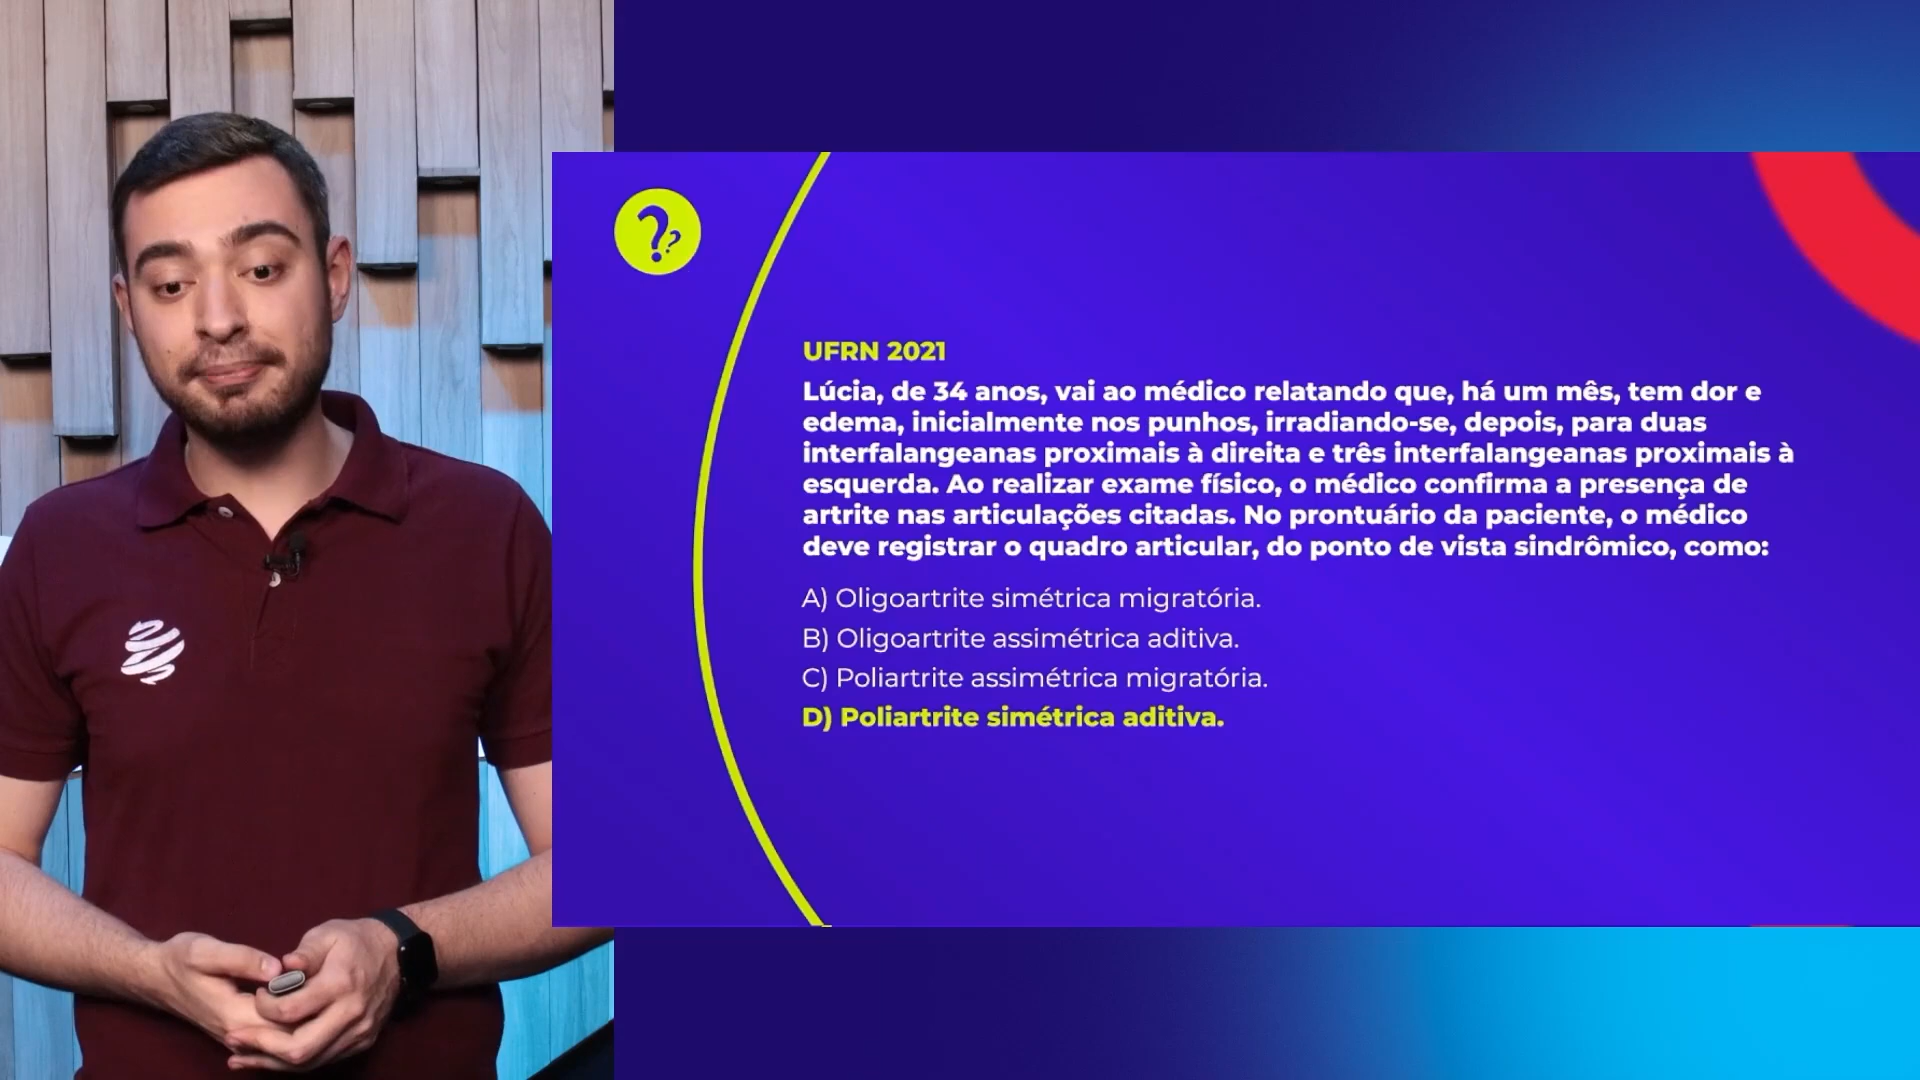 UFRN 2021
Lúcia, de 34 anos, vai ao médico relatando que, há um mês, tem dor e
edema, inicialmente nos punhos, irradiando-se, depois, para duas
interfalangeanas proximais à direita e três interfalangeanas proximais à
esquerda. Ao realizar exame físico, o médico confirma a presença de
artrite nas articulações citadas. No prontuário da paciente, o médico
deve registrar o quadro articular, do ponto de vista sindrômico, como:
A) Oligoartrite simétrica migratória.
B) Oligoartrite assimétrica aditiva.
C) Poliartrite assimétrica migratória.
D) Poliartrite simétrica aditiva.